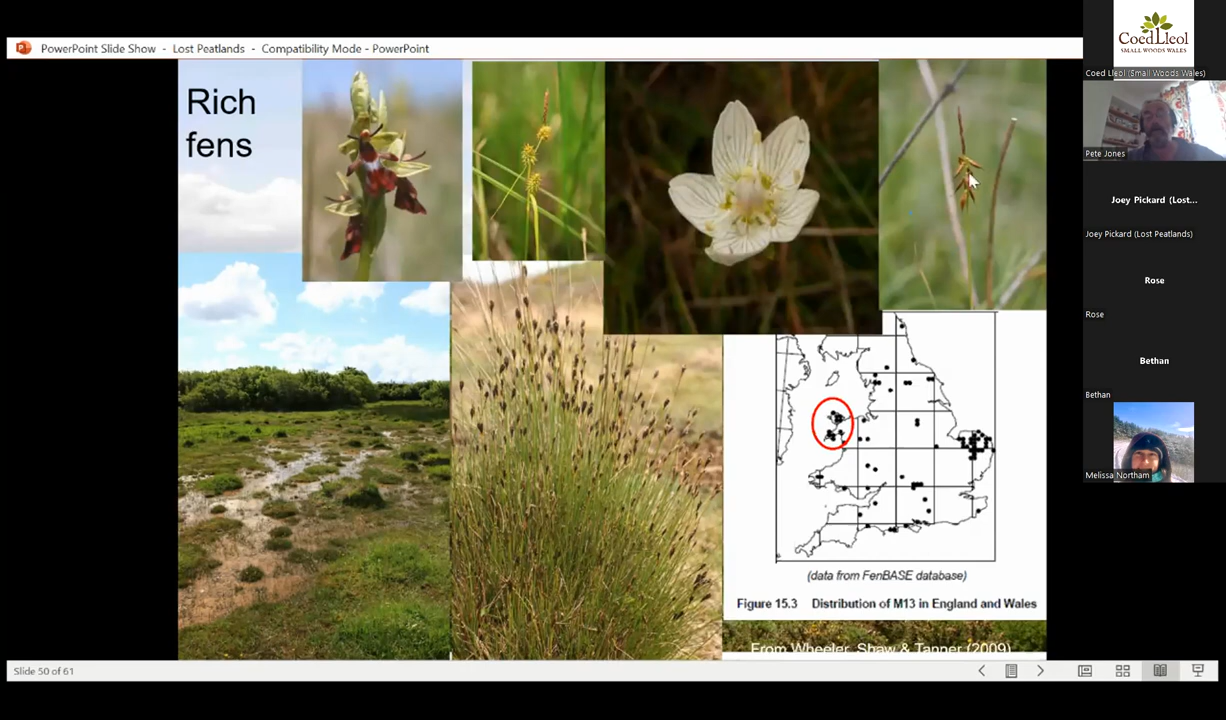 PowerPoint Slide Show - Lost Peatlands - Compatibility Mode - PowerPoint
Rich
fens
(data from FenBASE database)
Figure 15.3 Distribution of M13 in England and Wales
From Wheeler, Shaw & Tanner (2009)
Slide 50 of 61
Coed Lleol
SMALL WOODS WALES
Coed Lleol (Small Woods Wales)
Pete Jones
Joey Pickard (Lost...
Joey Pickard (Lost Peatlands)
Rose
Rose
Bethan
Bethan
Melissa Northam